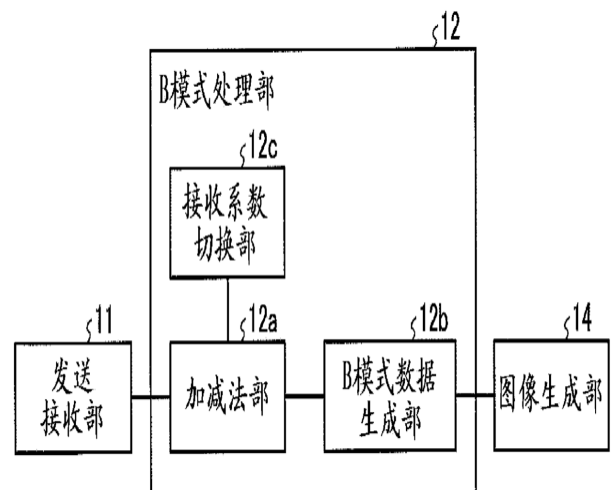 12
B模式处理部
12c
接收系数
切换部
11
12a
12b
14
发送
接收部
加减法部
B模式数据
生成部
图像生成部